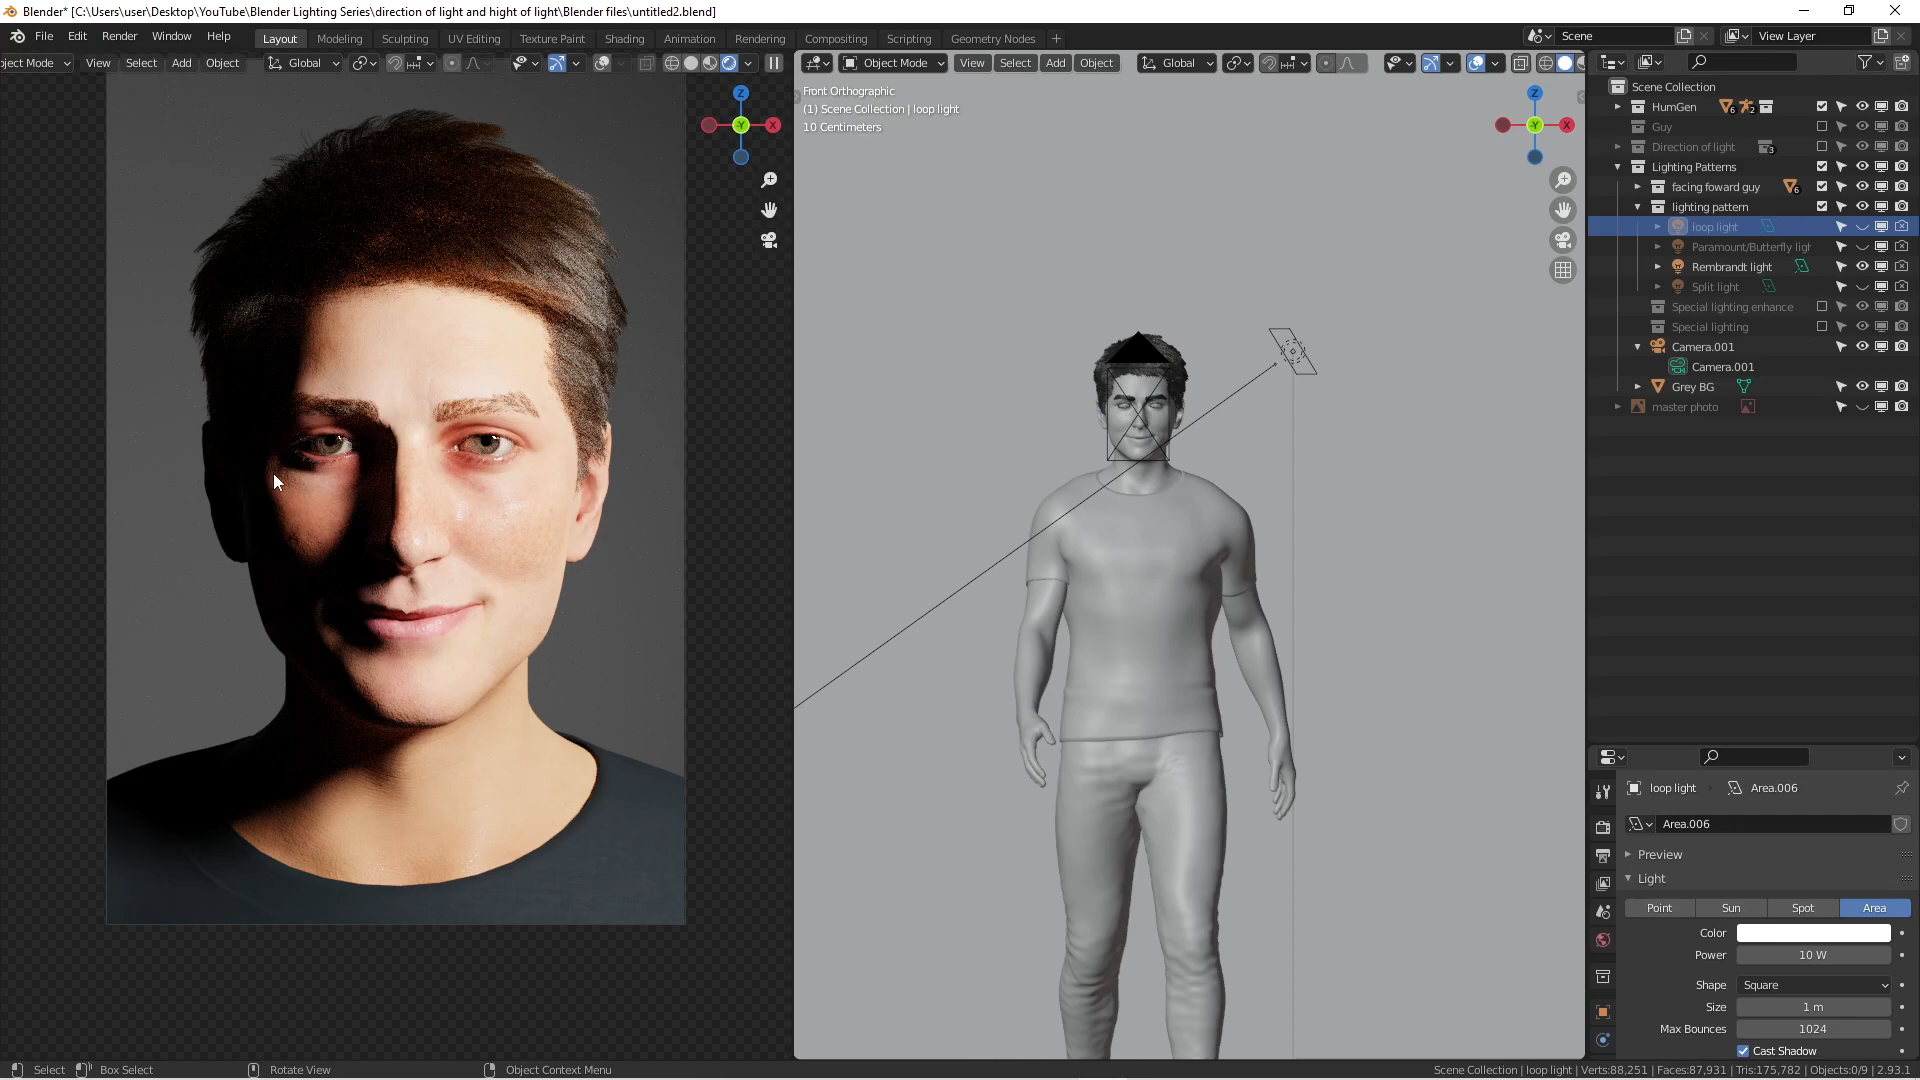 Blender* [C:\Users\user\Desktop\YouTube\Blender Lighting Series\direction of light and hight of light\Blender files\untitled2.blend]
File Edit Render Window Help Layout Modeling Sculpting UV Editing Texture Paint Shading Animation Rendering Compositing Scripting Geometry Nodes + Scene View Layer
ject Mode View Select Add Object Global Object Mode View Select Add Object Global
Front Orthographic
(1) Scene Collection | loop light
10 Centimeters
Z
Y
X
Z
Y
X
Scene Collection
HumGen 6 2
Guy
Direction of light 3
Lighting Patterns
facing foward guy 6
lighting pattern
loop light
Paramount/Butterfly ligh
Rembrandt light
Split light
Special lighting enhance
Special lighting
Camera.001
Camera.001
Grey BG
master photo
loop light Area.006
Area.006
Preview
Light
Point Sun Spot Area
Color
Power 10 W
Shape Square
Size 1 m
Max Bounces 1024
Cast Shadow
Select Box Select Rotate View Object Context Menu Scene Collection | loop light | Verts:88,251 | Faces:87,931 | Tris:175,782 | Objects:0/9 | 2.93.1